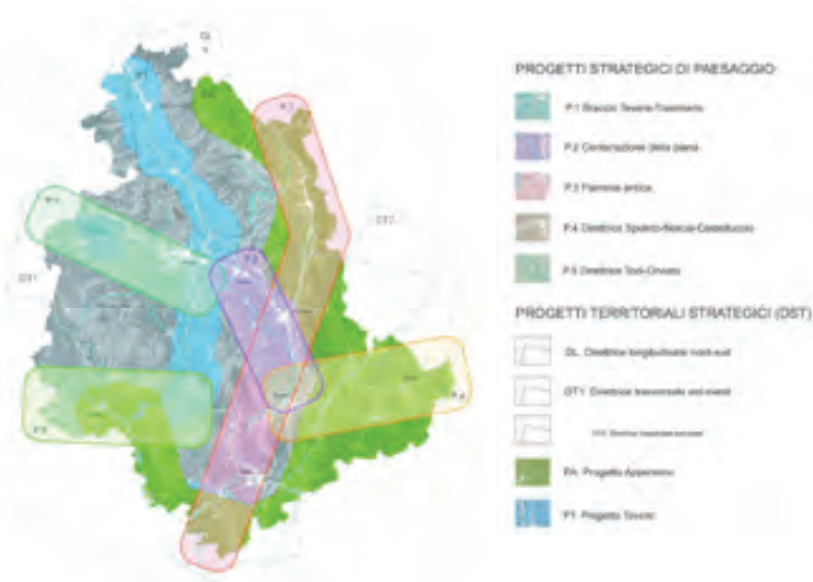 DL
PT
P.3
P.1
DT2
P.2
DT1
P.4
P.5
PROGETTI STRATEGICI DI PAESAGGIO
P.1 Braccio Tevere-Trasimeno
P.2 Centuriazione della piana
P.3 Flaminia antica
P.4 Direttrice Spoleto-Norcia-Castelluccio
P.5 Direttrice Todi-Orvieto
PROGETTI TERRITORIALI STRATEGICI (DST)
DL. Direttrice longitudinale nord-sud
DT1. Direttrice trasversale est-ovest
PA. Progetto Appennino
PT. Progetto Tevere